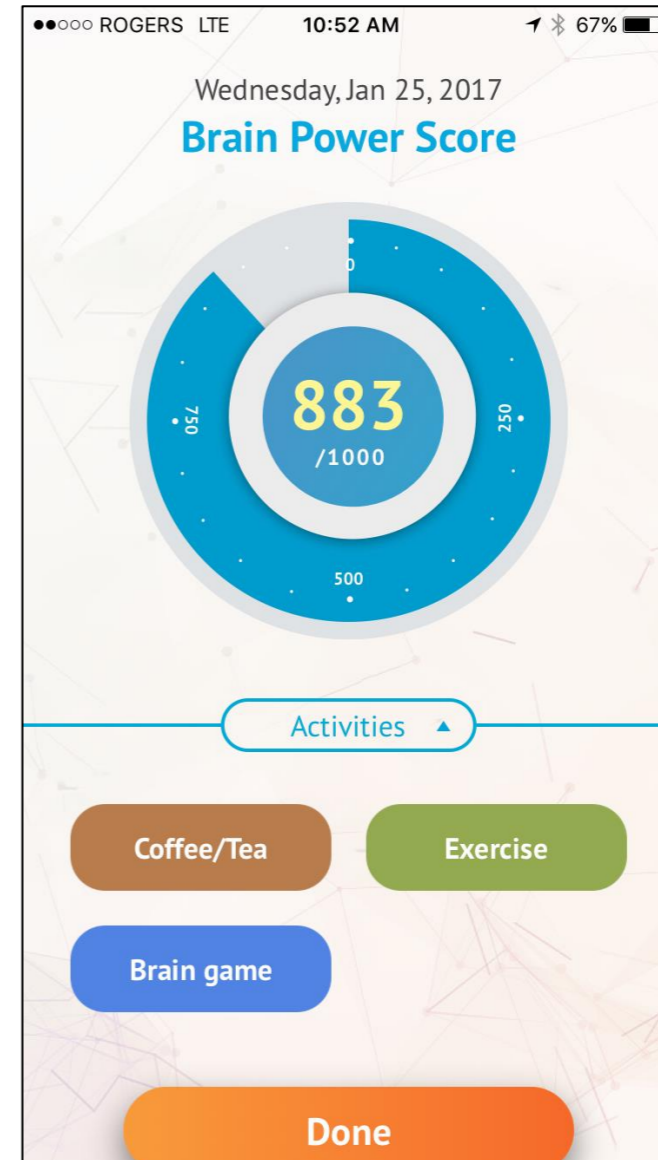 ROGERS LTE 10:52 AM 67%
Wednesday, Jan 25, 2017
Brain Power Score
0
250
500
750
883
/1000
Activities
Coffee/Tea Exercise
Brain game
Done